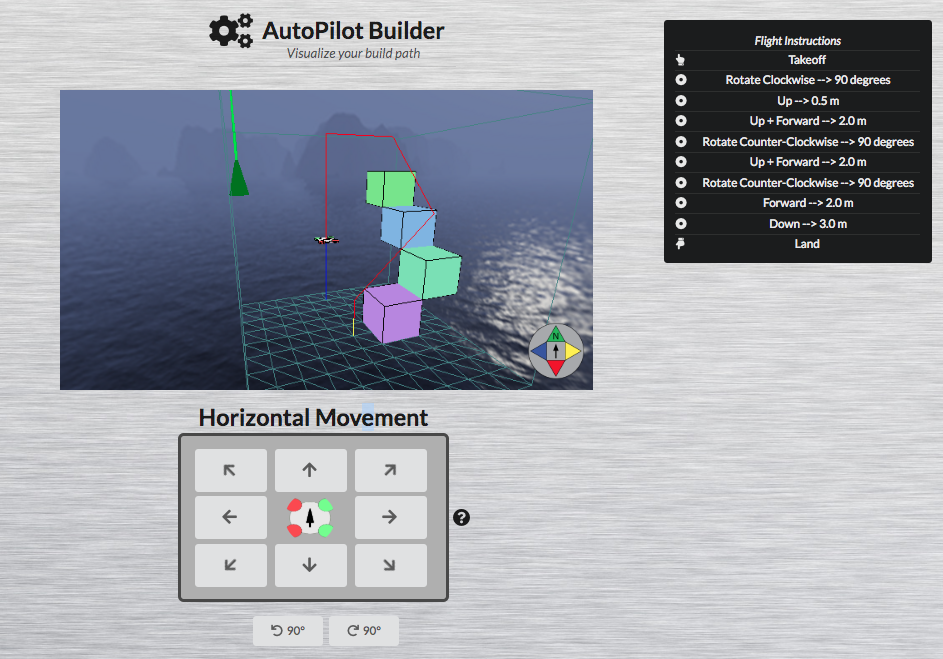 AutoPilot Builder
Visualize your build path
N
Horizontal Movement
?
90°
90°
Flight Instructions
Takeoff
Rotate Clockwise --> 90 degrees
Up --> 0.5 m
Up + Forward --> 2.0 m
Rotate Counter-Clockwise --> 90 degrees
Up + Forward --> 2.0 m
Rotate Counter-Clockwise --> 90 degrees
Forward --> 2.0 m
Down --> 3.0 m
Land